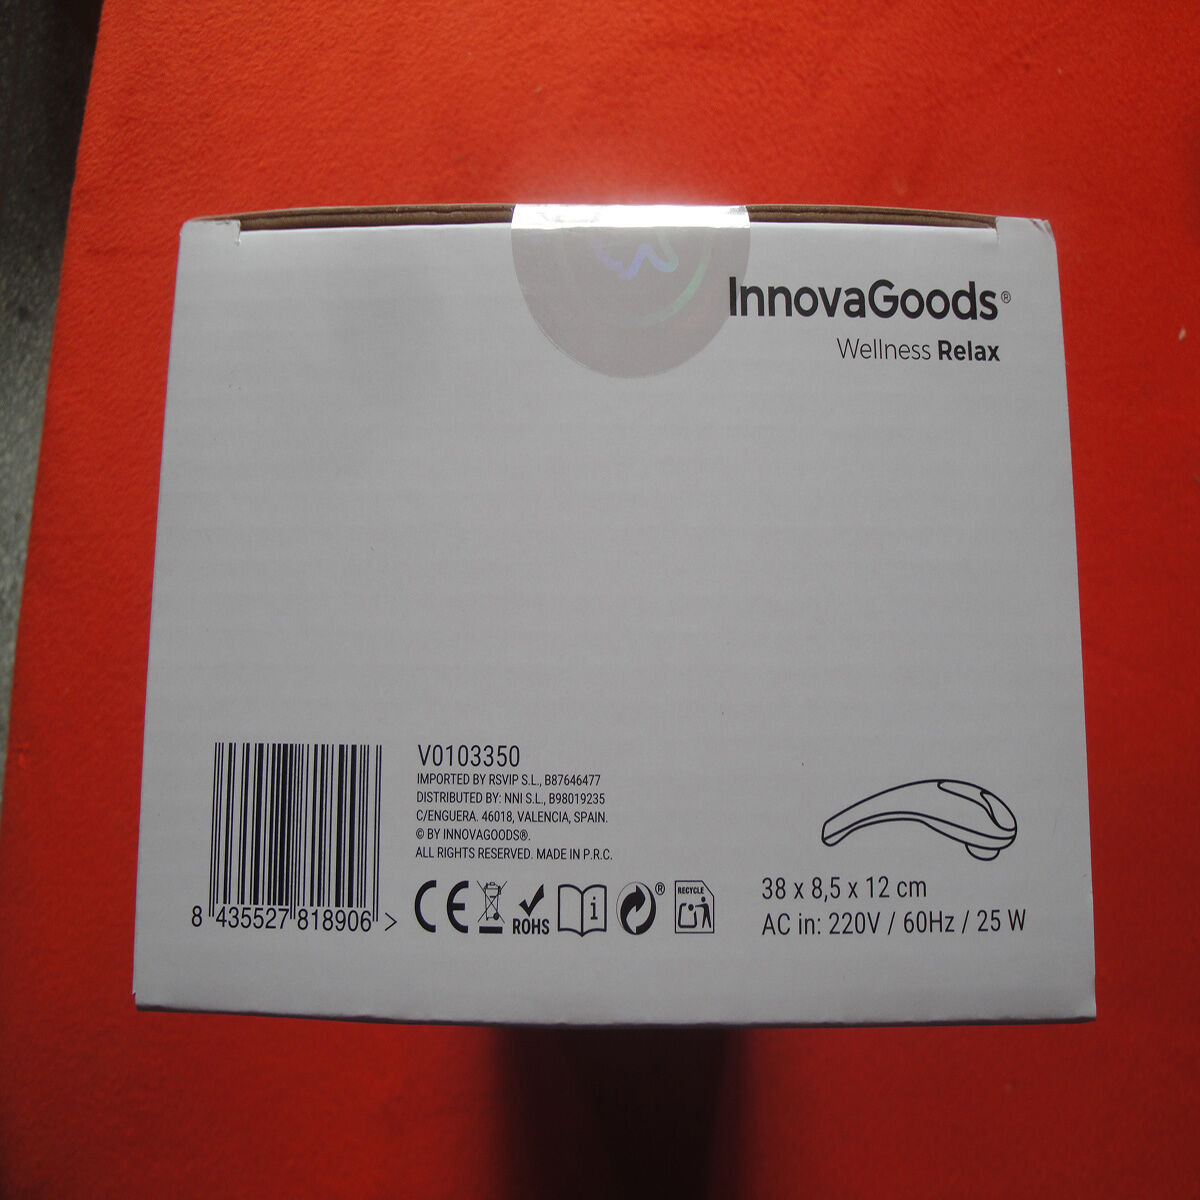 InnovaGoods®
Wellness Relax
V0103350
IMPORTED BY RSVIP S.L., B87646477
DISTRIBUTED BY: NNI S.L., B98019235
C/ENGUERA. 46018, VALENCIA, SPAIN.
© BY INNOVAGOODS®.
ALL RIGHTS RESERVED. MADE IN P.R.C.
8 435527 818906 >
CE
ROHS
i
®
RECYCLE
38 x 8,5 x 12 cm
AC in: 220V / 60Hz / 25 W